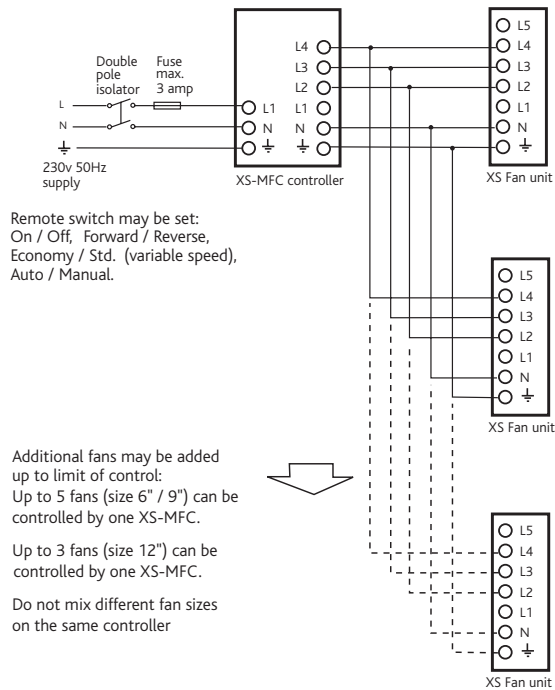 Double
pole
isolator
Fuse
max.
3 amp
L
N
230v 50Hz
supply
L1
N
L4
L3
L2
L1
N
XS-MFC controller
L5
L4
L3
L2
L1
N
XS Fan unit
Remote switch may be set:
On / Off, Forward / Reverse,
Economy / Std. (variable speed),
Auto / Manual.
L5
L4
L3
L2
L1
N
XS Fan unit
Additional fans may be added
up to limit of control:
Up to 5 fans (size 6" / 9") can be
controlled by one XS-MFC.
Up to 3 fans (size 12") can be
controlled by one XS-MFC.
Do not mix different fan sizes
on the same controller
L5
L4
L3
L2
L1
N
XS Fan unit